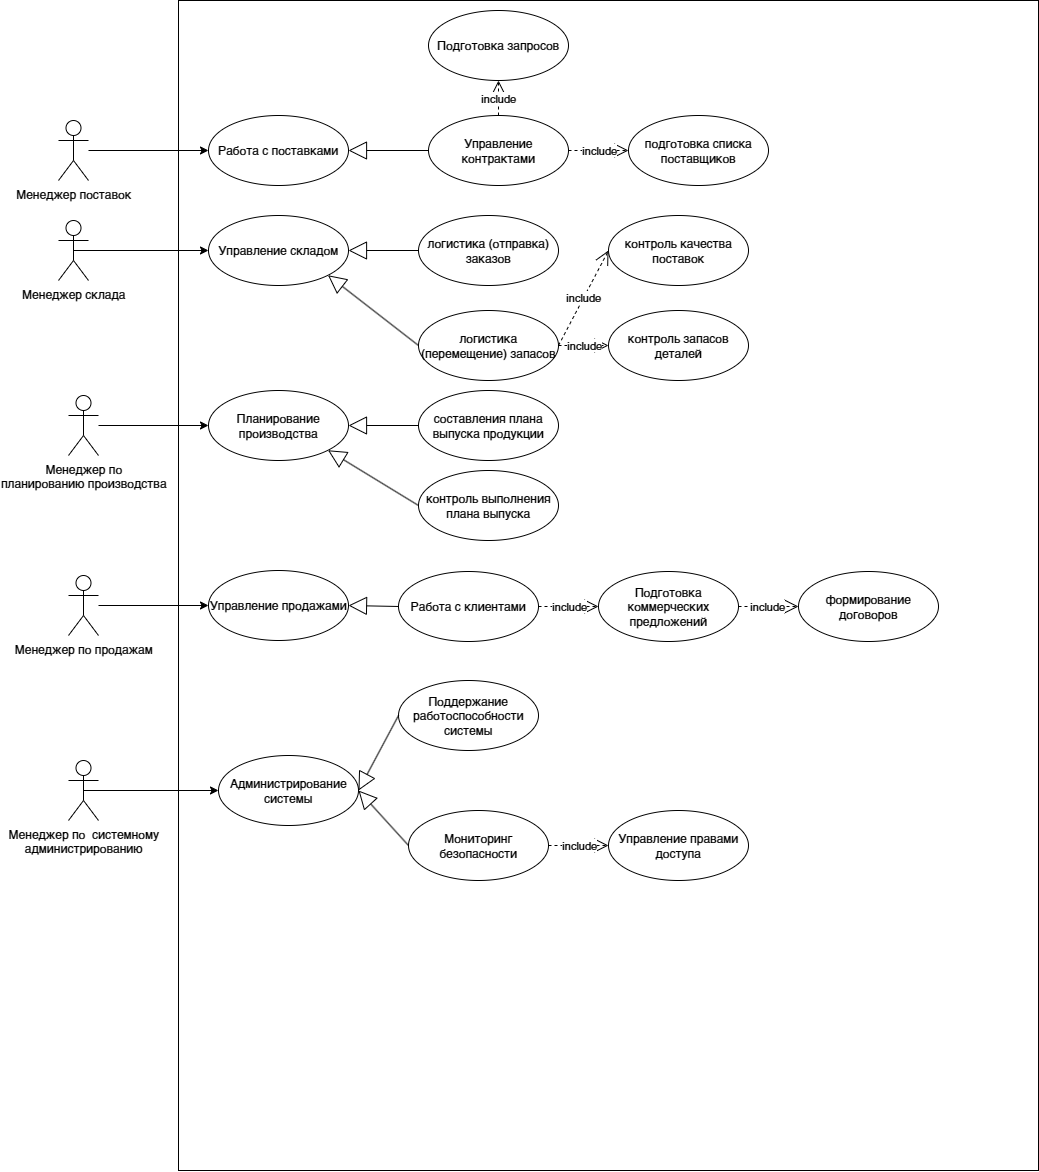 Подготовка запросов
include
Менеджер поставок
Работа с поставками
Управление
контрактами
include
подготовка списка
поставщиков
Менеджер склада
Управление складом
логистика (отправка)
заказов
контроль качества
поставок
include
логистика
(перемещение) запасов
include
контроль запасов
деталей
Менеджер по
планированию производства
Планирование
производства
составления плана
выпуска продукции
контроль выполнения
плана выпуска
Менеджер по продажам
Управление продажами
Работа с клиентами
include
Подготовка
коммерческих
предложений
include
формирование
договоров
Поддержание
работоспособности
системы
Менеджер по системному
администрированию
Администрирование
системы
Мониторинг
безопасности
include
Управление правами
доступа